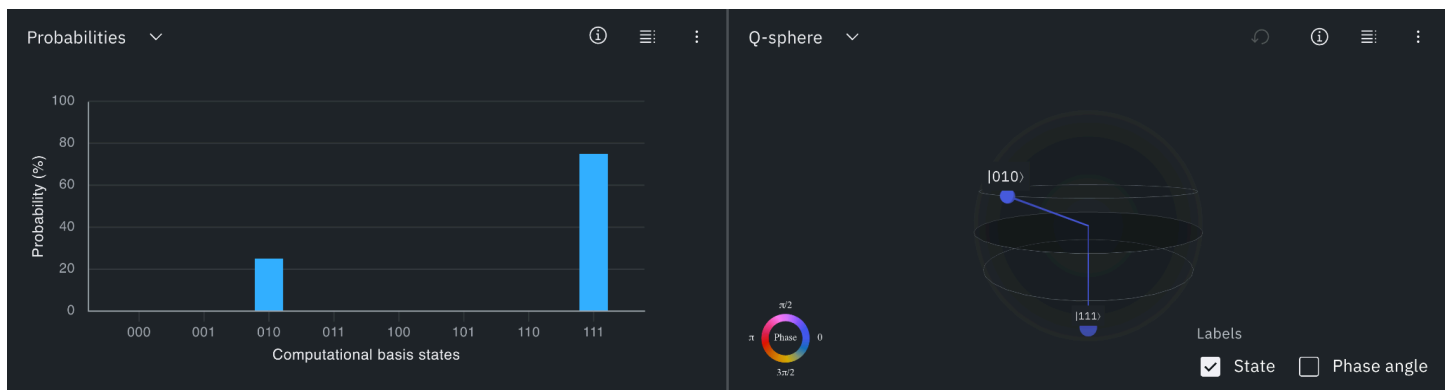 Probabilities
Probability (%)
100
80
60
40
20
0
000 001 010 011 100 101 110 111
Computational basis states
Q-sphere
|010⟩
|111⟩
π/2
π Phase 0
3π/2
Labels
State Phase angle